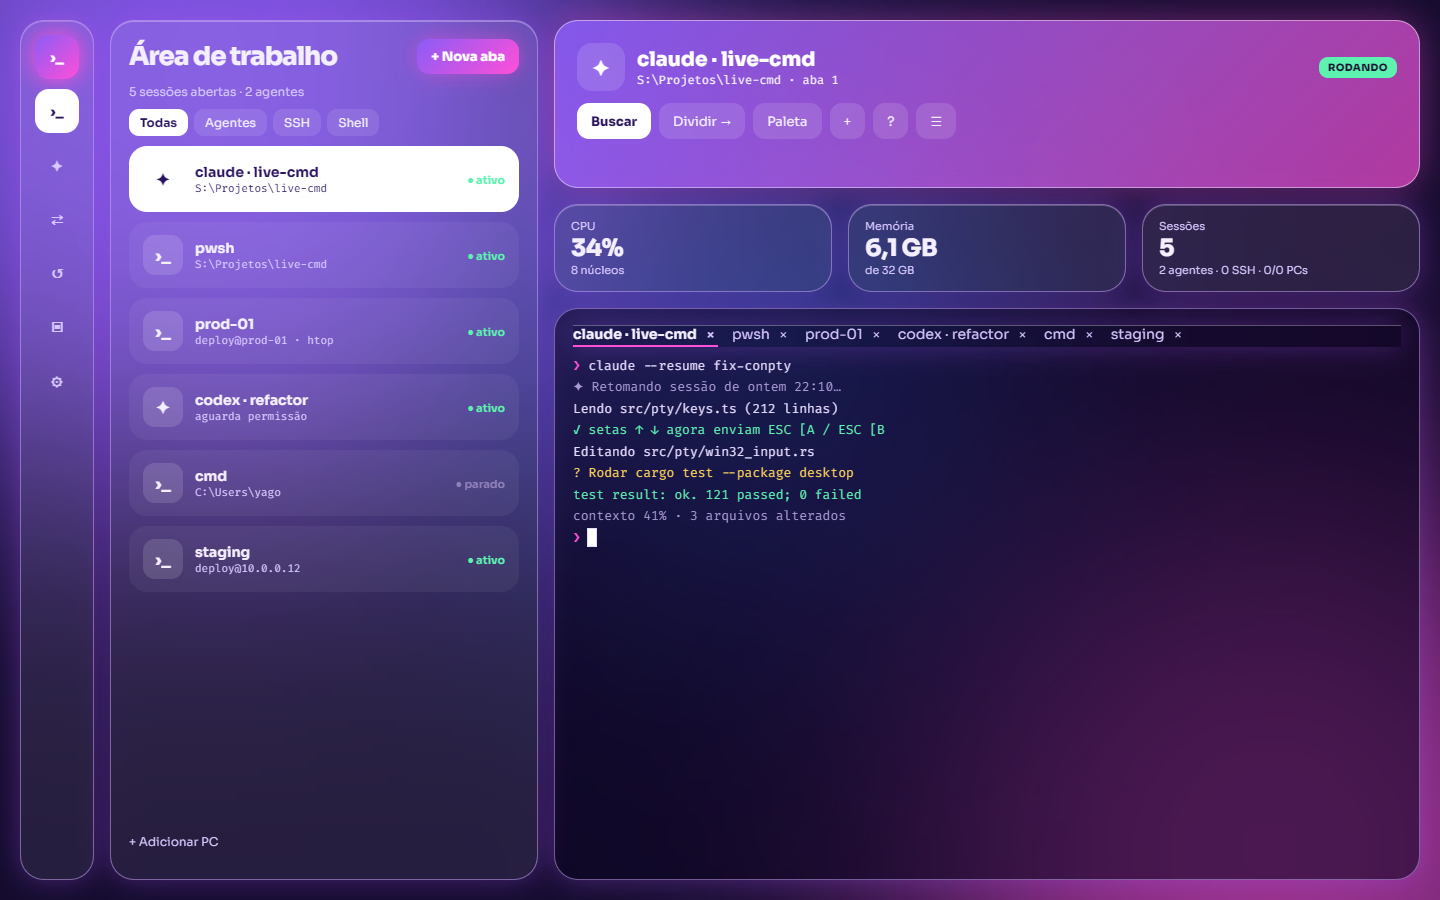 ›_
›_
Área de trabalho
+ Nova aba
5 sessões abertas · 2 agentes
Todas
Agentes
SSH
Shell
claude · live-cmd
S:\Projetos\live-cmd
ativo
›_
pwsh
S:\Projetos\live-cmd
ativo
›_
prod-01
deploy@prod-01 · htop
ativo
codex · refactor
aguarda permissão
ativo
›_
cmd
C:\Users\yago
parado
›_
staging
deploy@10.0.0.12
ativo
+ Adicionar PC
claude · live-cmd
S:\Projetos\live-cmd · aba 1
RODANDO
Buscar
Dividir →
Paleta
+
?
☰
CPU
34%
8 núcleos
Memória
6,1 GB
de 32 GB
Sessões
5
2 agentes · 0 SSH · 0/0 PCs
claude · live-cmd × pwsh × prod-01 × codex · refactor × cmd × staging ×
❯ claude --resume fix-conpty
✦ Retomando sessão de ontem 22:10…
Lendo src/pty/keys.ts (212 linhas)
✓ setas ↑ ↓ agora enviam ESC [A / ESC [B
Editando src/pty/win32_input.rs
? Rodar cargo test --package desktop
test result: ok. 121 passed; 0 failed
contexto 41% · 3 arquivos alterados
❯